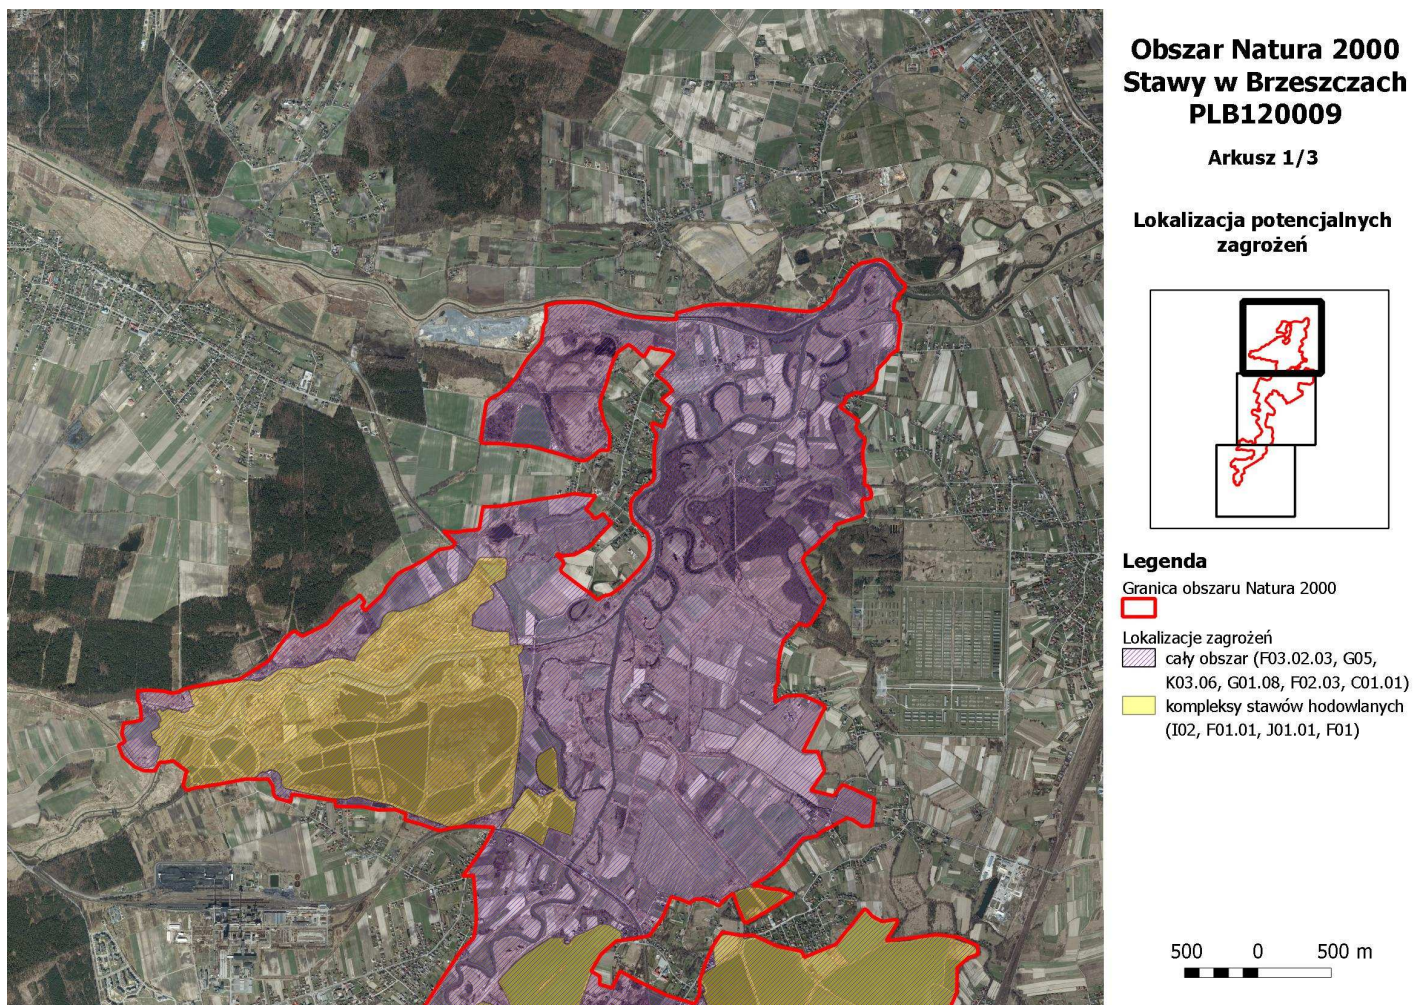 Obszar Natura 2000
Stawy w Brzeszczach
PLB120009
Arkusz 1/3
Lokalizacja potencjalnych
zagrożeń
Legenda
Granica obszaru Natura 2000
Lokalizacje zagrożeń
cały obszar (F03.02.03, G05,
K03.06, G01.08, F02.03, C01.01)
kompleksy stawów hodowlanych
(I02, F01.01, J01.01, F01)
500 0 500 m